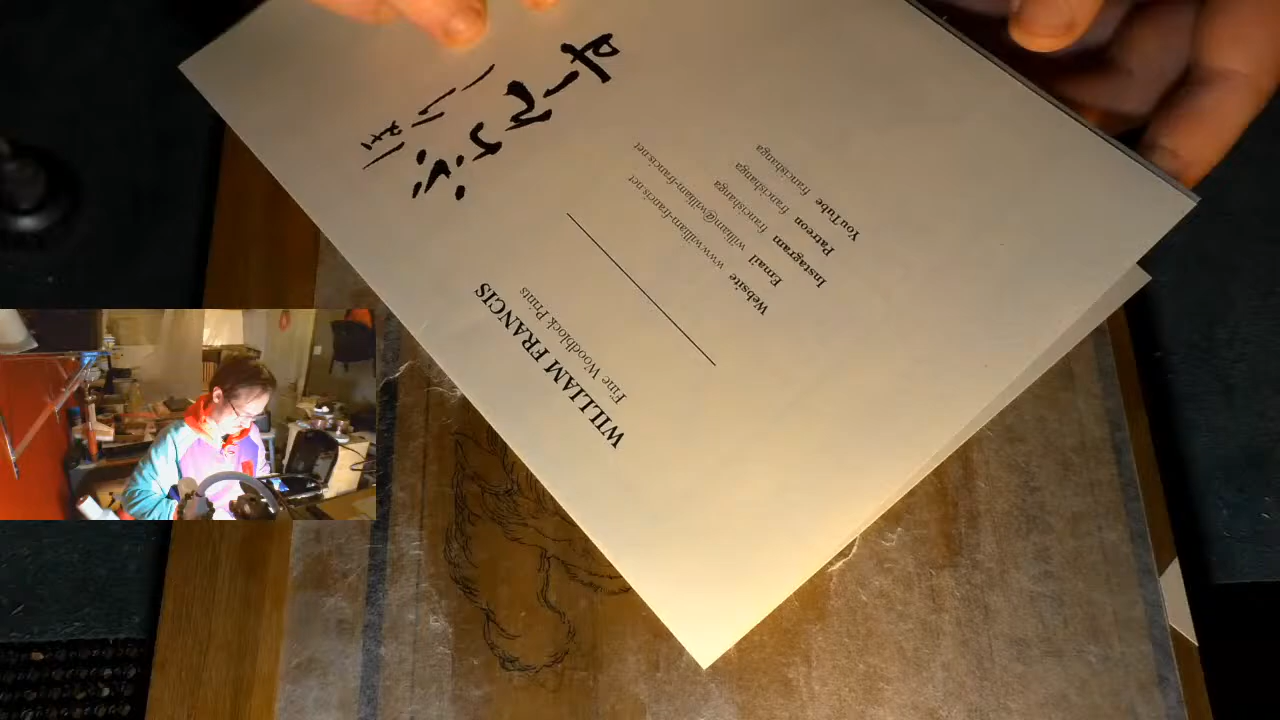 WILLIAM FRANCIS
Fine Woodblock Prints
Website www.william-francis.net
Email william@william-francis.net
Instagram francishanga
Patreon francishanga
YouTube francishanga